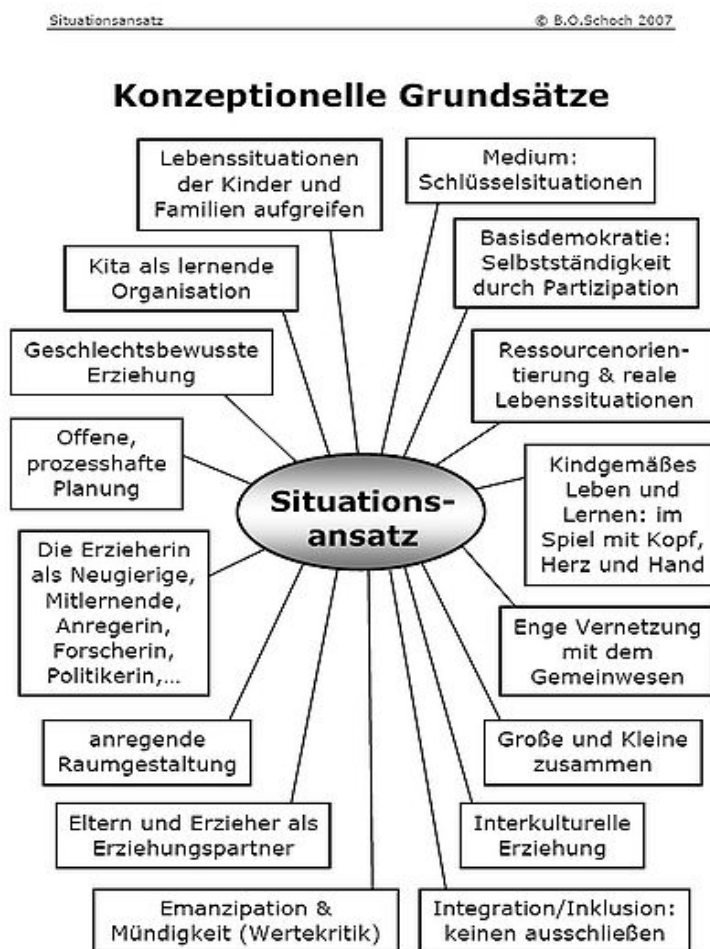 Situationsansatz
© B.O.Schoch 2007
Konzeptionelle Grundsätze
Lebenssituationen
der Kinder und
Familien aufgreifen
Medium:
Schlüsselsituationen
Kita als lernende
Organisation
Basisdemokratie:
Selbstständigkeit
durch Partizipation
Geschlechtsbewusste
Erziehung
Ressourcenorien-
tierung & reale
Lebenssituationen
Offene,
prozesshafte
Planung
Situations-
ansatz
Kindgemäßes
Leben und
Lernen: im
Spiel mit Kopf,
Herz und Hand
Die Erzieherin
als Neugierige,
Mitlernende,
Anregerin,
Forscherin,
Politikerin,...
Enge Vernetzung
mit dem
Gemeinwesen
anregende
Raumgestaltung
Große und Kleine
zusammen
Eltern und Erzieher als
Erziehungspartner
Interkulturelle
Erziehung
Emanzipation &
Mündigkeit (Wertekritik)
Integration/Inklusion:
keinen ausschließen